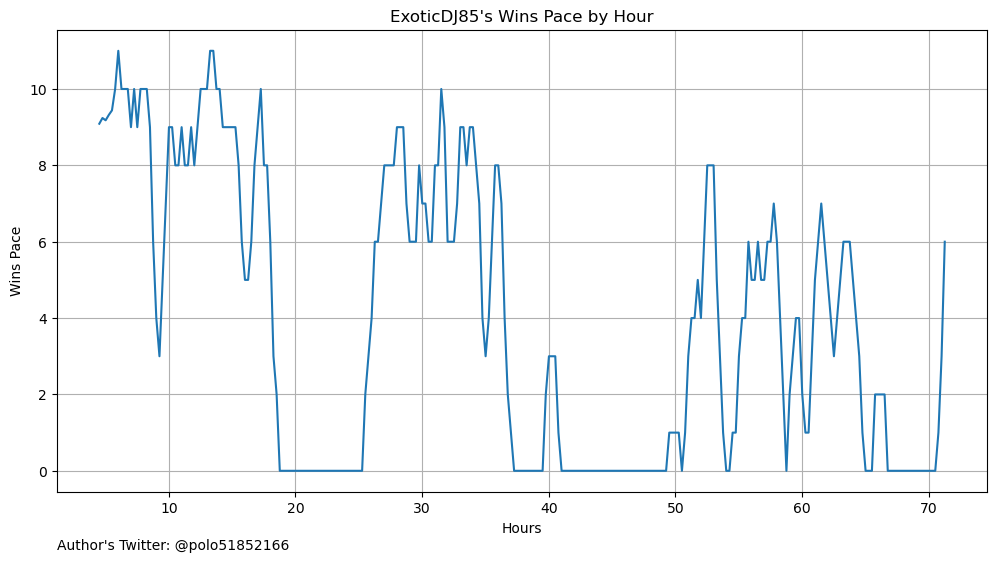 ExoticDJ85's Wins Pace by Hour
10
8
6
4
2
0
Wins Pace
10 20 30 40 50 60 70
Hours
Author's Twitter: @polo51852166